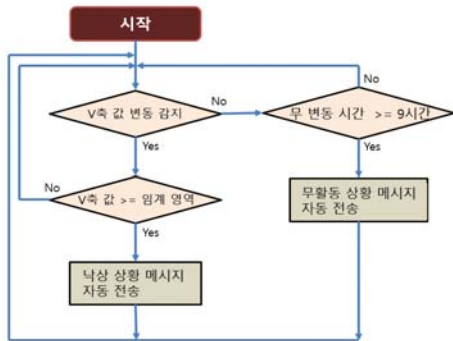 시작
No
V축 값 변동 감지
No
무 변동 시간 >= 9시간
Yes
Yes
No
V축 값 >= 임계 영역
무활동 상황 메시지
자동 전송
Yes
낙상 상황 메시지
자동 전송